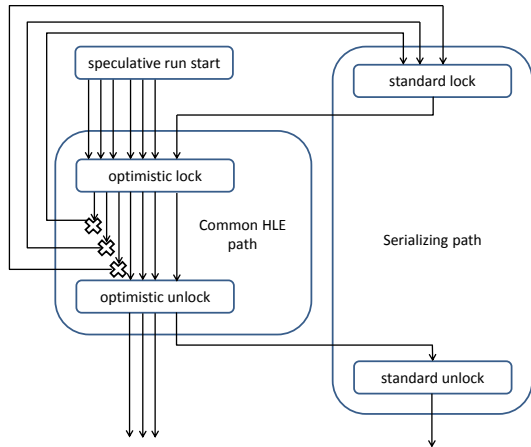 speculative run start
standard lock
optimistic lock
Common HLE
path
Serializing path
optimistic unlock
standard unlock